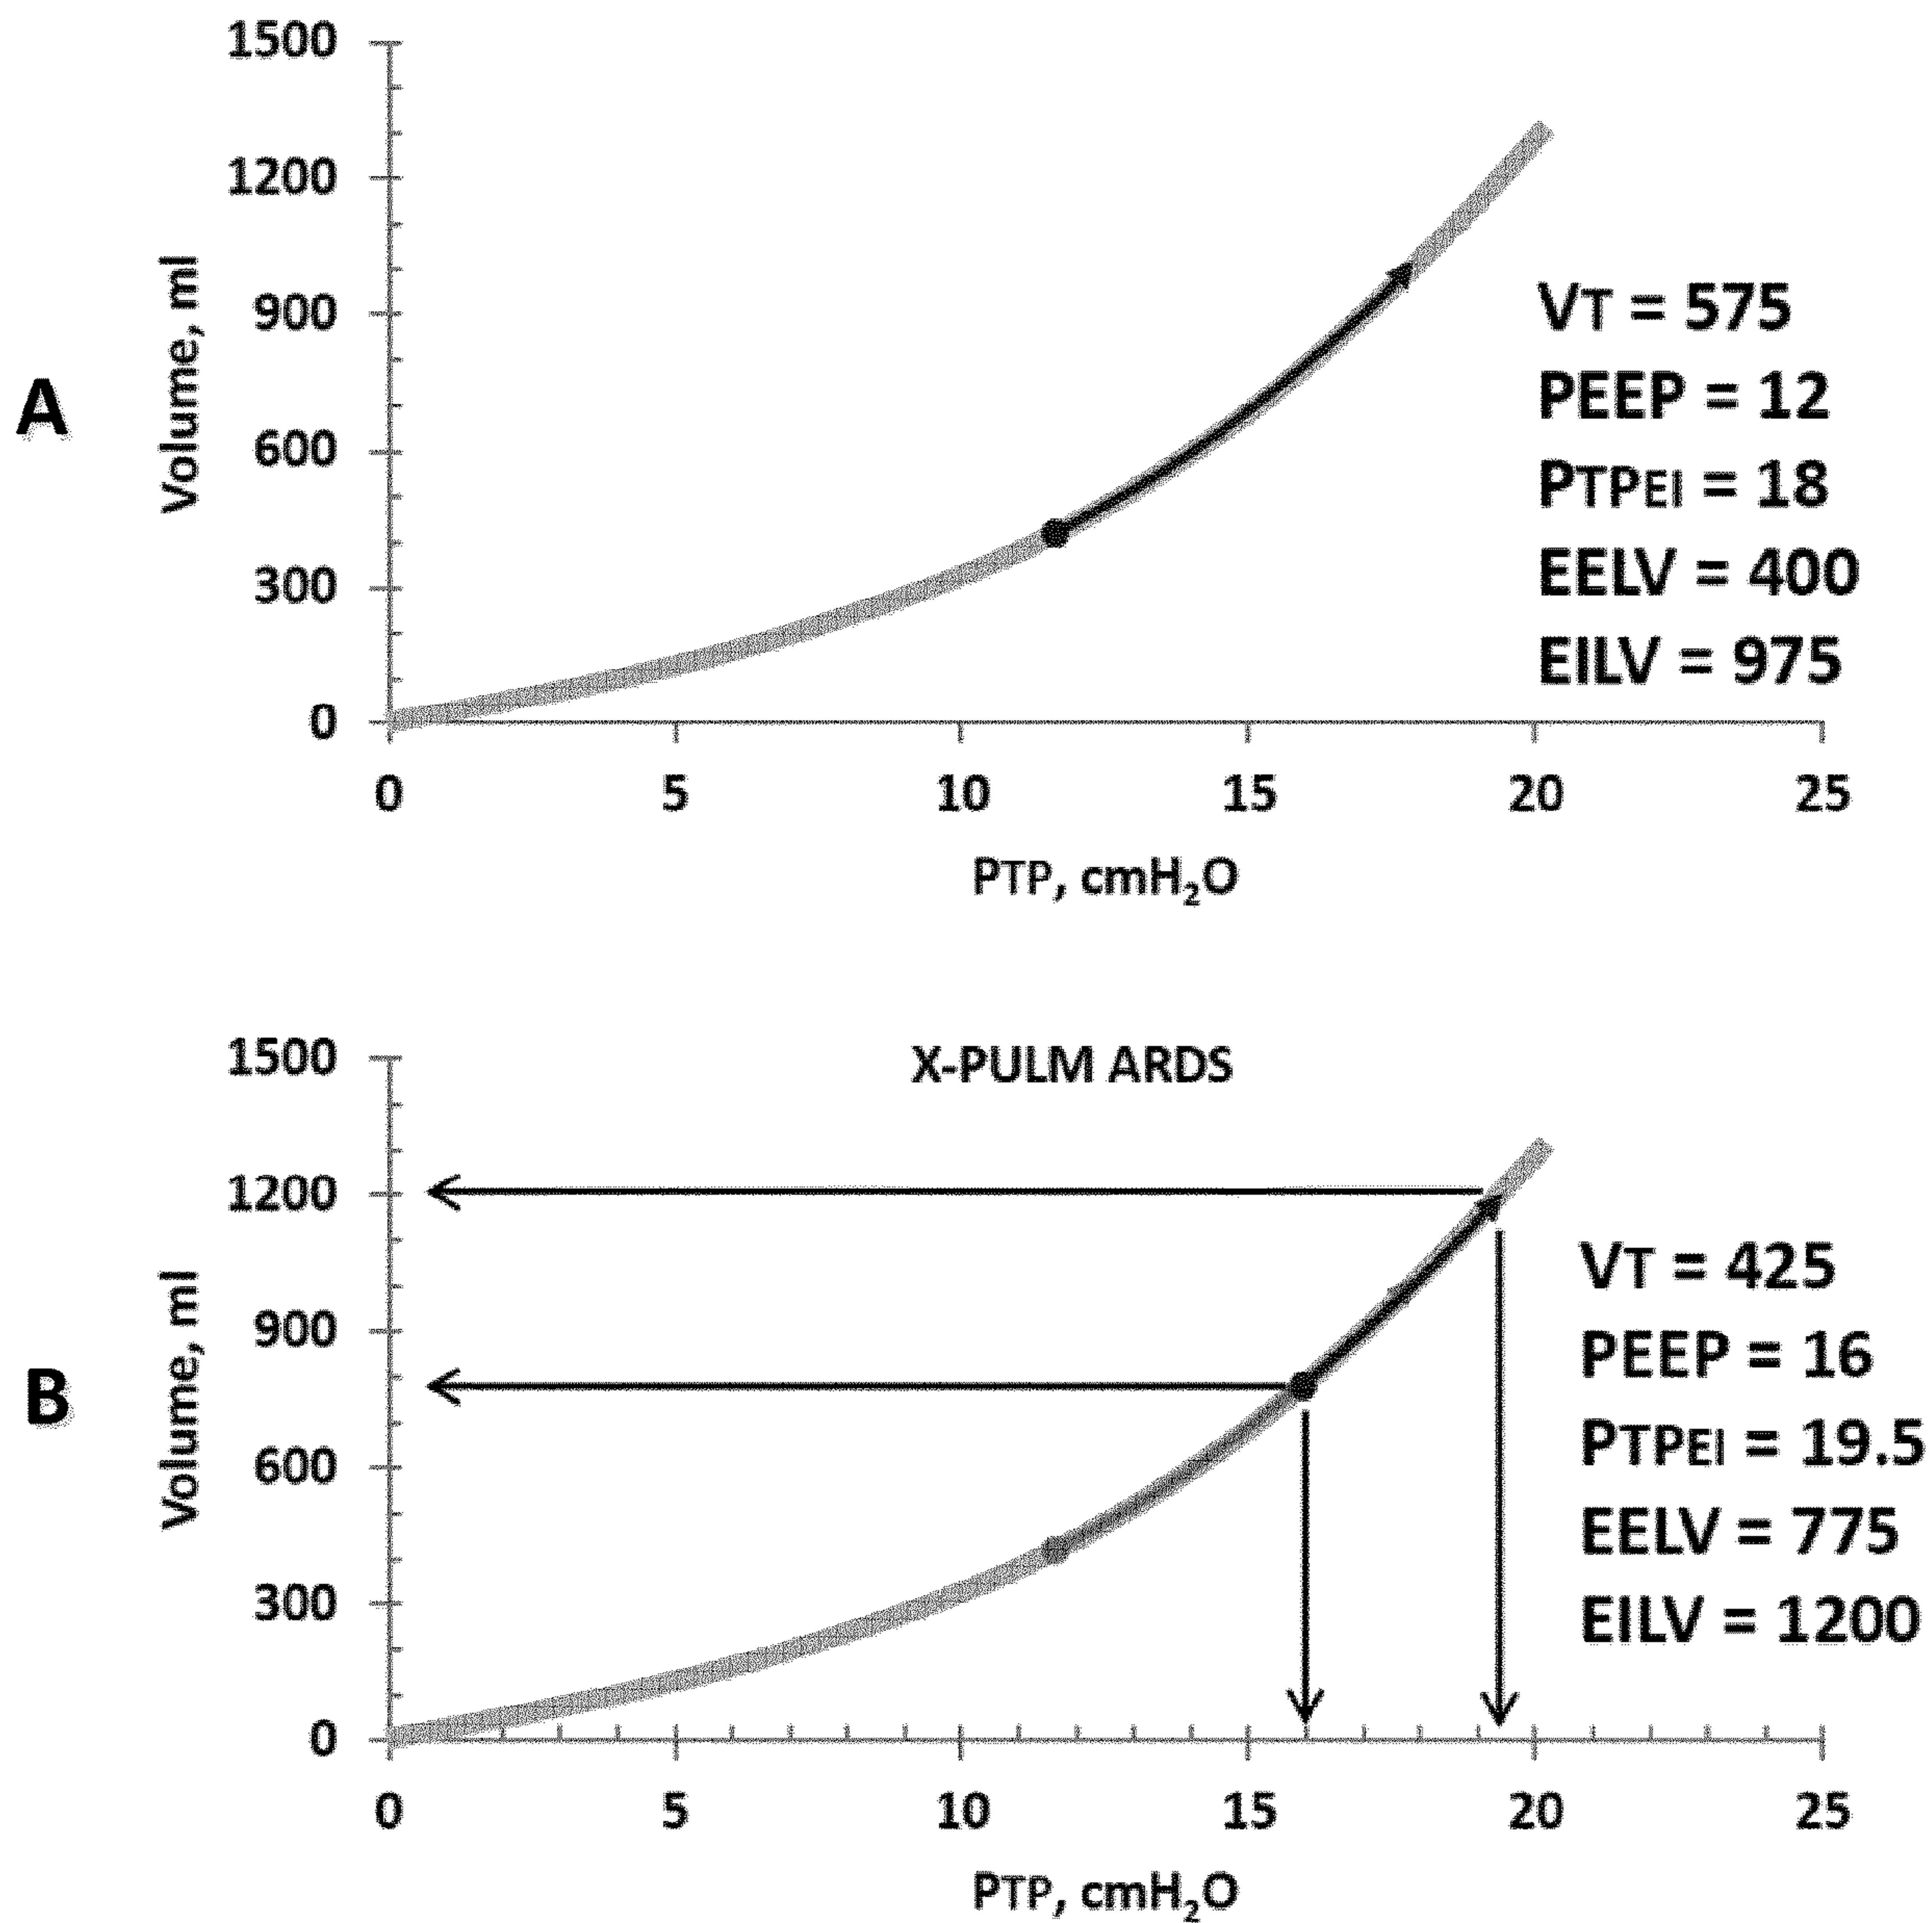 A
Volume, ml
1500
1200
900
600
300
0
0 5 10 15 20 25
PTP, cmH₂O
VT = 575
PEEP = 12
PTPEI = 18
EELV = 400
EILV = 975
B
X-PULM ARDS
Volume, ml
1500
1200
900
600
300
0
0 5 10 15 20 25
PTP, cmH₂O
VT = 425
PEEP = 16
PTPEI = 19.5
EELV = 775
EILV = 1200